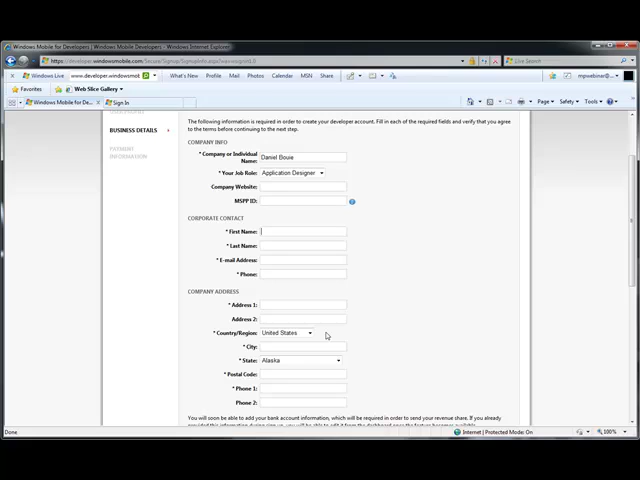 Windows Mobile for Developers | Windows Mobile Developers - Windows Internet Explorer
Live Search
Windows Live
www.developer.windowsmob
What's New
Profile
Mail
Photos
Calendar
MSN
Share
mpwebinar
Favorites
Web Slice Gallery
Windows Mobile for De...
Sign In
Page
Safety
Tools
The following information is required in order to create your developer account. Fill in each of the required fields and verify that you agree
to the terms before continuing to the next step.
BUSINESS DETAILS
PAYMENT
INFORMATION
COMPANY INFO
* Company or Individual
Name: Daniel Bouie
* Your Job Role: Application Designer
Company Website:
MSPP ID:
CORPORATE CONTACT
* First Name:
* Last Name:
* E-mail Address:
* Phone:
COMPANY ADDRESS
* Address 1:
Address 2:
* Country/Region: United States
* City:
* State: Alaska
* Postal Code:
* Phone 1:
Phone 2:
You will soon be able to add your bank account information, which will be required in order to send your revenue share. If you already
Done
Internet | Protected Mode: On
100%